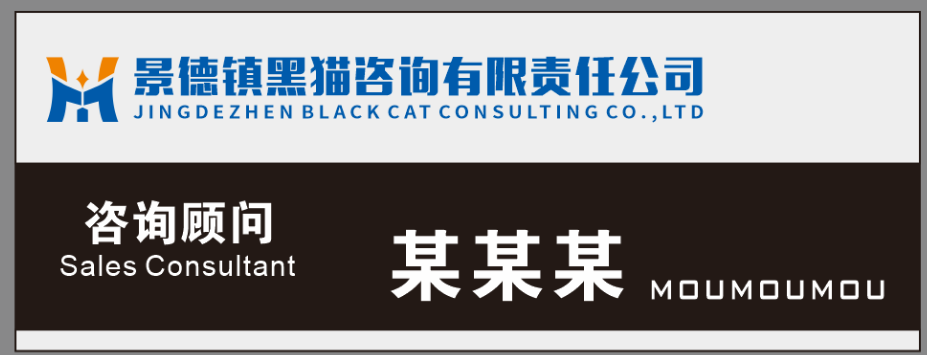 景德镇黑猫咨询有限责任公司
JINGDEZHEN BLACK CAT CONSULTING CO.,LTD
咨询顾问
Sales Consultant
某某某 MOUMOUMOU